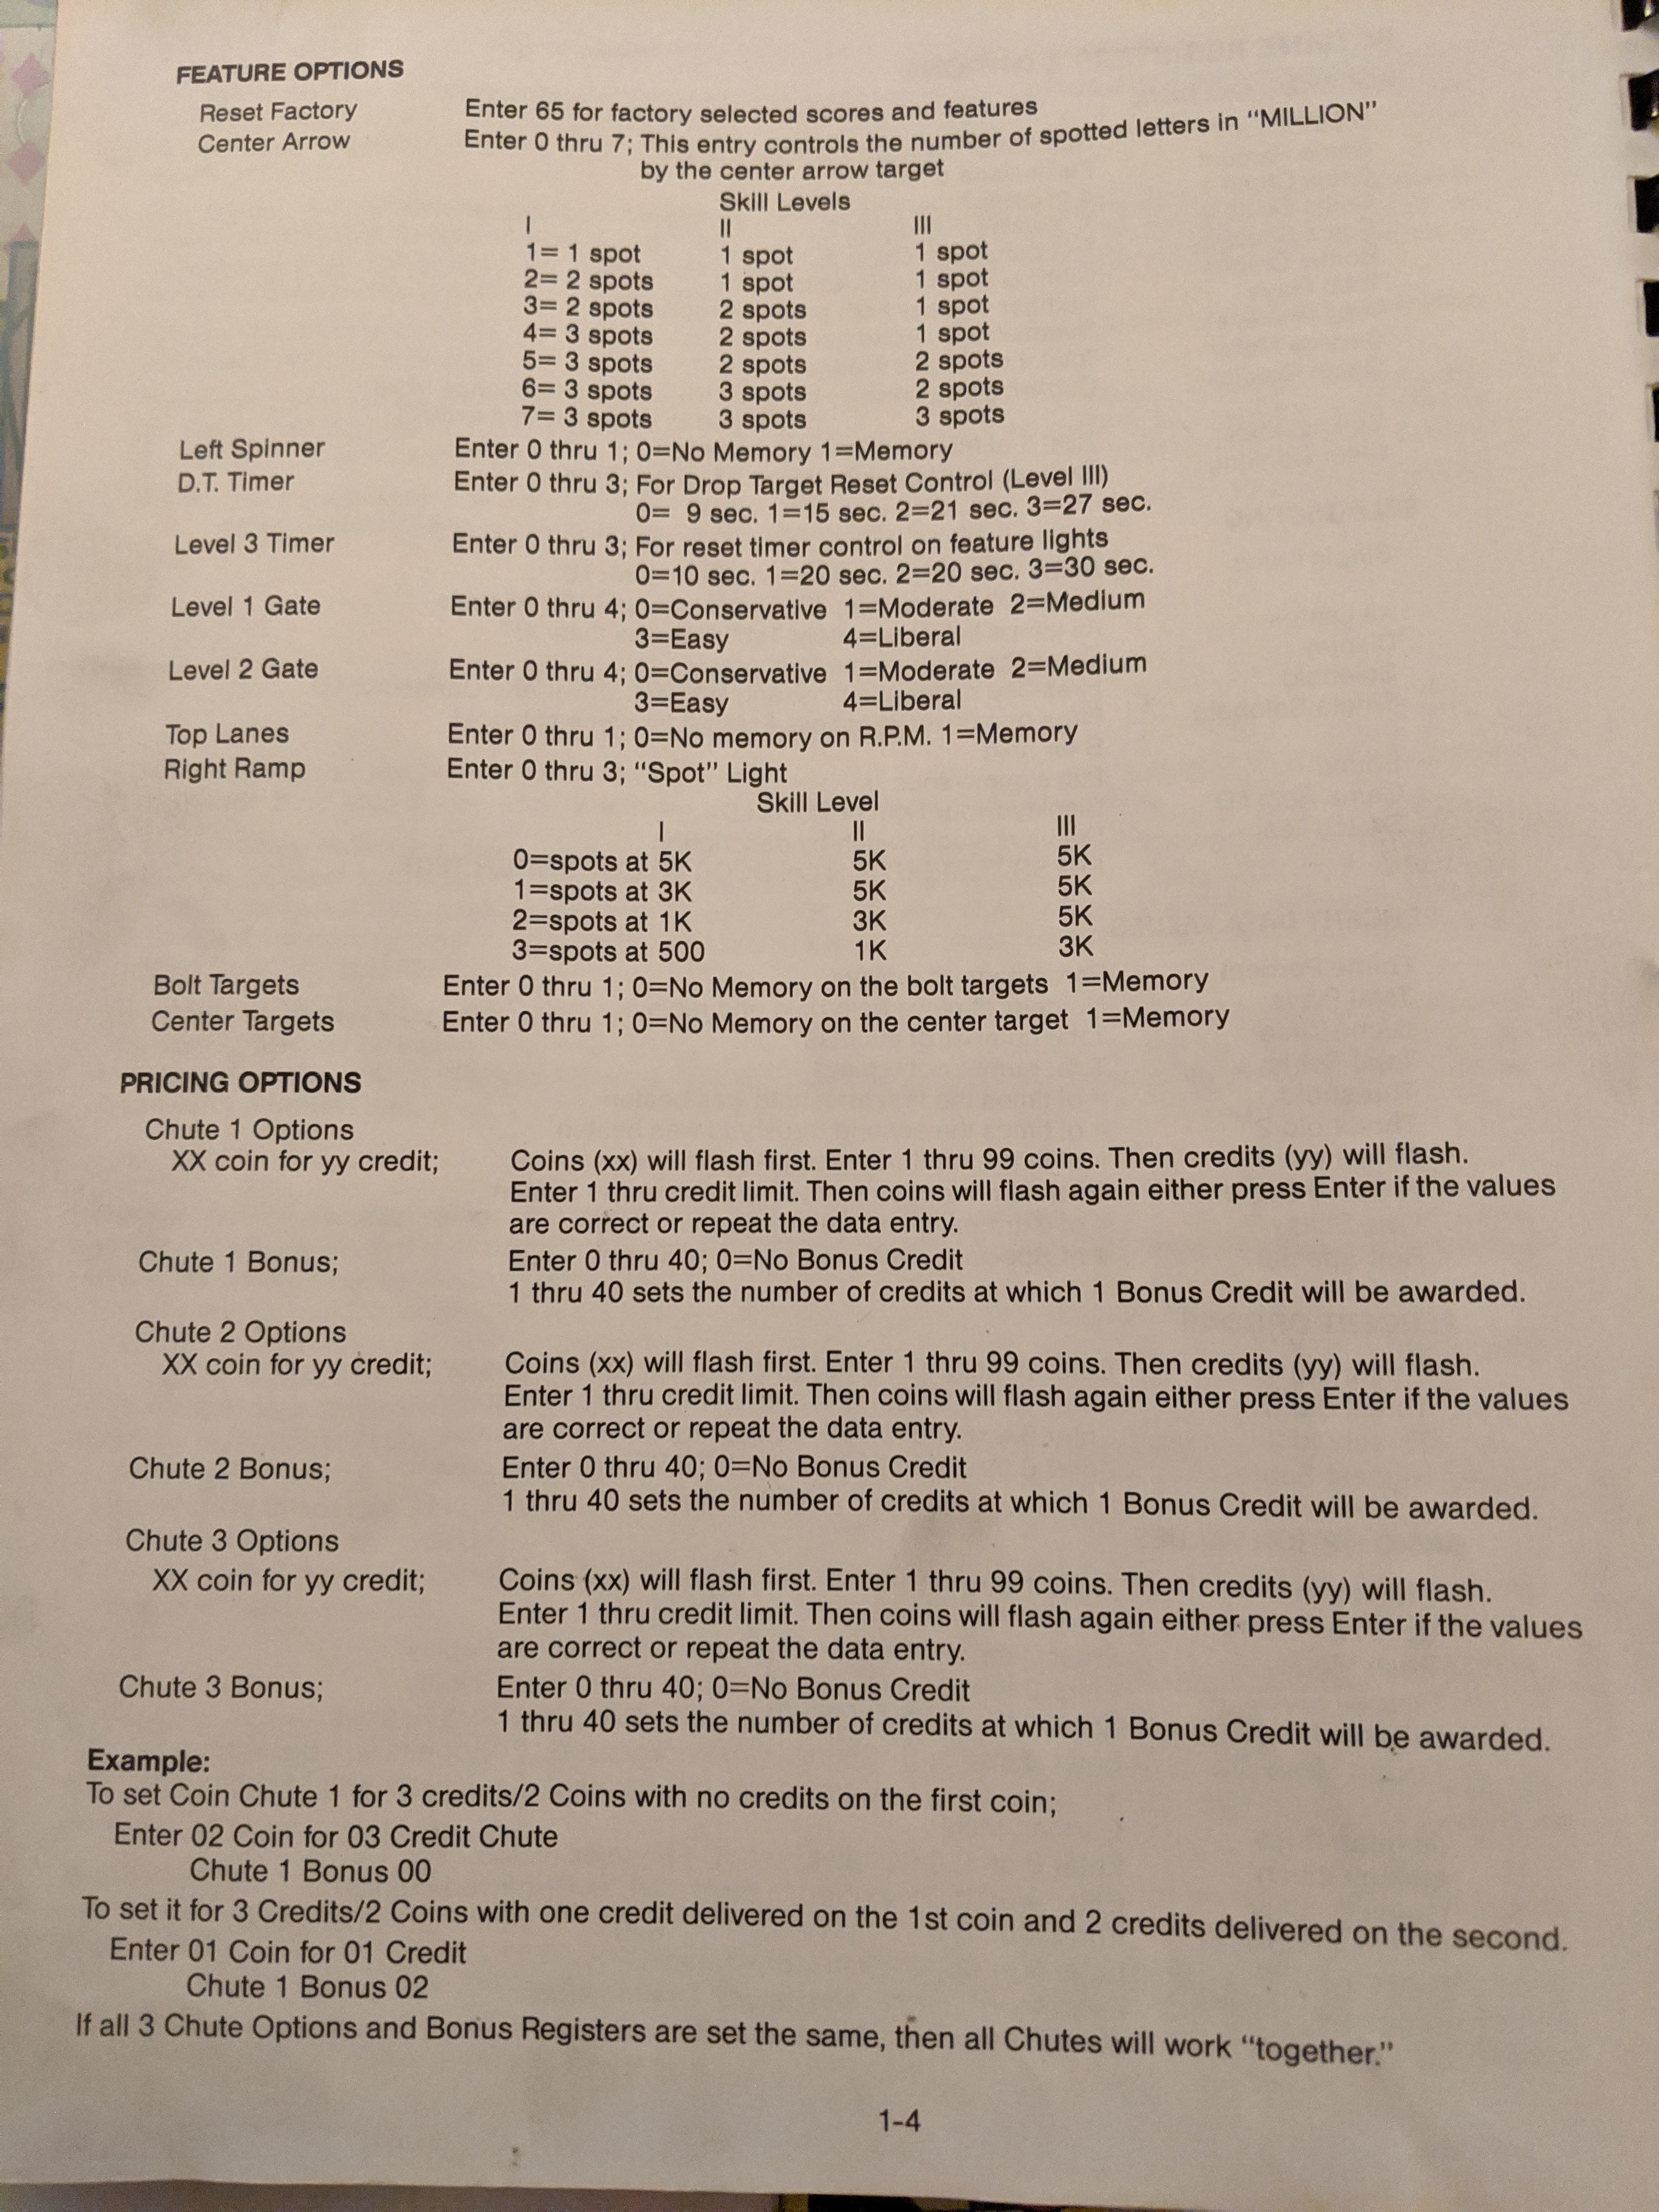 FEATURE OPTIONS
Reset Factory Enter 65 for factory selected scores and features
Center Arrow Enter 0 thru 7; This entry controls the number of spotted letters in “MILLION”
by the center arrow target
Skill Levels
I II III
1= 1 spot 1 spot 1 spot
2= 2 spots 1 spot 1 spot
3= 2 spots 2 spots 1 spot
4= 3 spots 2 spots 1 spot
5= 3 spots 2 spots 2 spots
6= 3 spots 3 spots 2 spots
7= 3 spots 3 spots 3 spots
Left Spinner Enter 0 thru 1; 0=No Memory 1=Memory
D.T. Timer Enter 0 thru 3; For Drop Target Reset Control (Level III)
0= 9 sec. 1=15 sec. 2=21 sec. 3=27 sec.
Level 3 Timer Enter 0 thru 3; For reset timer control on feature lights
0=10 sec. 1=20 sec. 2=20 sec. 3=30 sec.
Level 1 Gate Enter 0 thru 4; 0=Conservative 1=Moderate 2=Medium
3=Easy 4=Liberal
Level 2 Gate Enter 0 thru 4; 0=Conservative 1=Moderate 2=Medium
3=Easy 4=Liberal
Top Lanes Enter 0 thru 1; 0=No memory on R.P.M. 1=Memory
Right Ramp Enter 0 thru 3; “Spot” Light
Skill Level
I II III
0=spots at 5K 5K 5K
1=spots at 3K 5K 5K
2=spots at 1K 3K 5K
3=spots at 500 1K 3K
Bolt Targets Enter 0 thru 1; 0=No Memory on the bolt targets 1=Memory
Center Targets Enter 0 thru 1; 0=No Memory on the center target 1=Memory
PRICING OPTIONS
Chute 1 Options
XX coin for yy credit; Coins (xx) will flash first. Enter 1 thru 99 coins. Then credits (yy) will flash.
Enter 1 thru credit limit. Then coins will flash again either press Enter if the values
are correct or repeat the data entry.
Chute 1 Bonus; Enter 0 thru 40; 0=No Bonus Credit
1 thru 40 sets the number of credits at which 1 Bonus Credit will be awarded.
Chute 2 Options
XX coin for yy credit; Coins (xx) will flash first. Enter 1 thru 99 coins. Then credits (yy) will flash.
Enter 1 thru credit limit. Then coins will flash again either press Enter if the values
are correct or repeat the data entry.
Chute 2 Bonus; Enter 0 thru 40; 0=No Bonus Credit
1 thru 40 sets the number of credits at which 1 Bonus Credit will be awarded.
Chute 3 Options
XX coin for yy credit; Coins (xx) will flash first. Enter 1 thru 99 coins. Then credits (yy) will flash.
Enter 1 thru credit limit. Then coins will flash again either press Enter if the values
are correct or repeat the data entry.
Chute 3 Bonus; Enter 0 thru 40; 0=No Bonus Credit
1 thru 40 sets the number of credits at which 1 Bonus Credit will be awarded.
Example:
To set Coin Chute 1 for 3 credits/2 Coins with no credits on the first coin;
Enter 02 Coin for 03 Credit Chute
Chute 1 Bonus 00
To set it for 3 Credits/2 Coins with one credit delivered on the 1st coin and 2 credits delivered on the second.
Enter 01 Coin for 01 Credit
Chute 1 Bonus 02
If all 3 Chute Options and Bonus Registers are set the same, then all Chutes will work “together.”
1-4